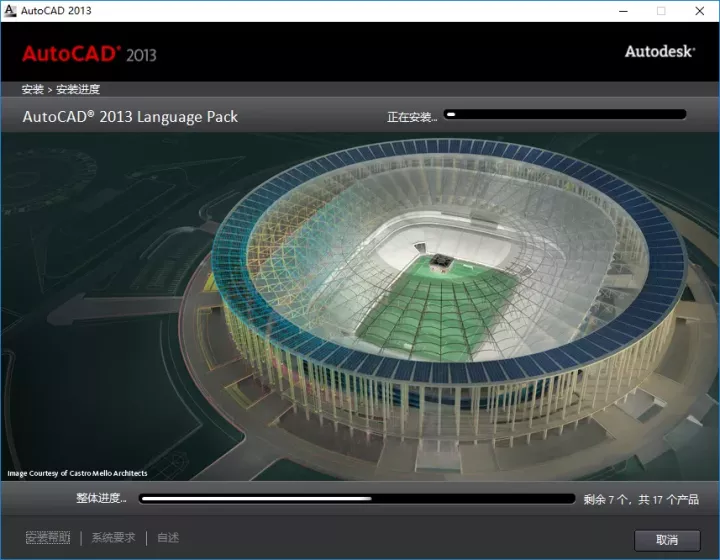 AutoCAD 2013
AutoCAD® 2013
Autodesk®
安装 > 安装进度
AutoCAD® 2013 Language Pack
正在安装...
Image Courtesy of Castro Mello Architects
整体进度...
剩余 7 个，共 17 个产品
安装帮助 | 系统要求 | 自述
取消